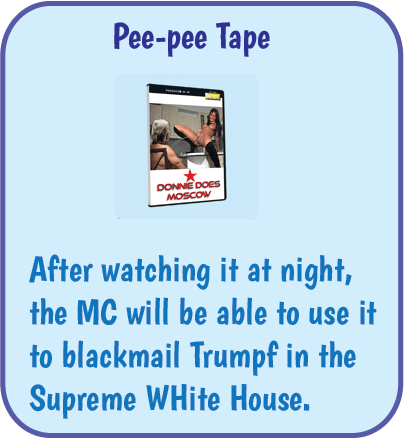 Pee-pee Tape
DONNIE DOES
MOSCOW
After watching it at night,
the MC will be able to use it
to blackmail Trumpf in the
Supreme WHite House.